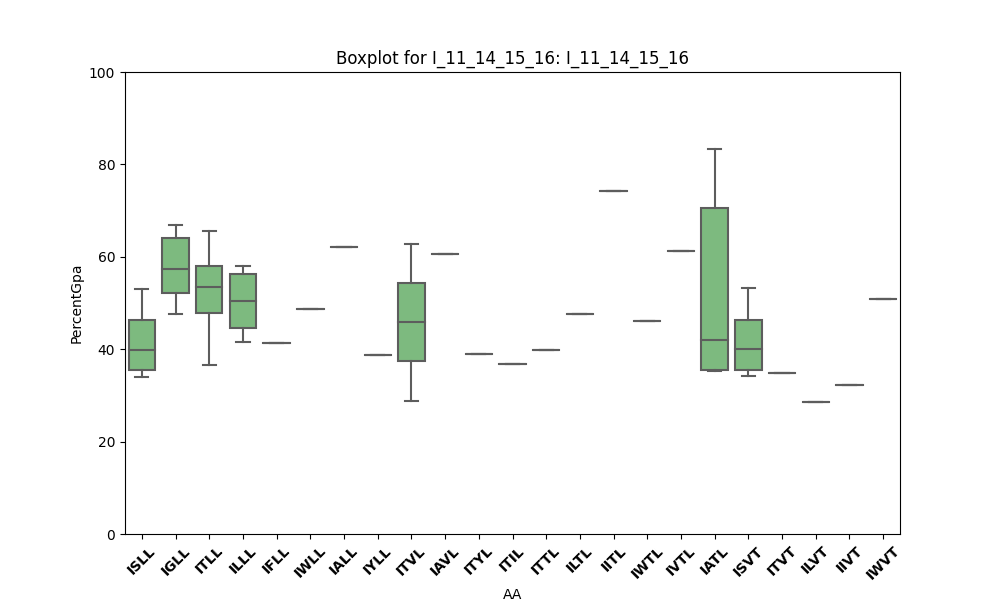 Boxplot for I_11_14_15_16: I_11_14_15_16
100
80
60
40
20
0
PercentGpa
ISLL IGLL ITLL ILLL IFLL IWLL IALL IYLL ITVL IAVL ITYL ITIL ITTL ILTL IITL IWTL IVTL IATL ISVT ITVT ILVT IIVT IWVT
AA